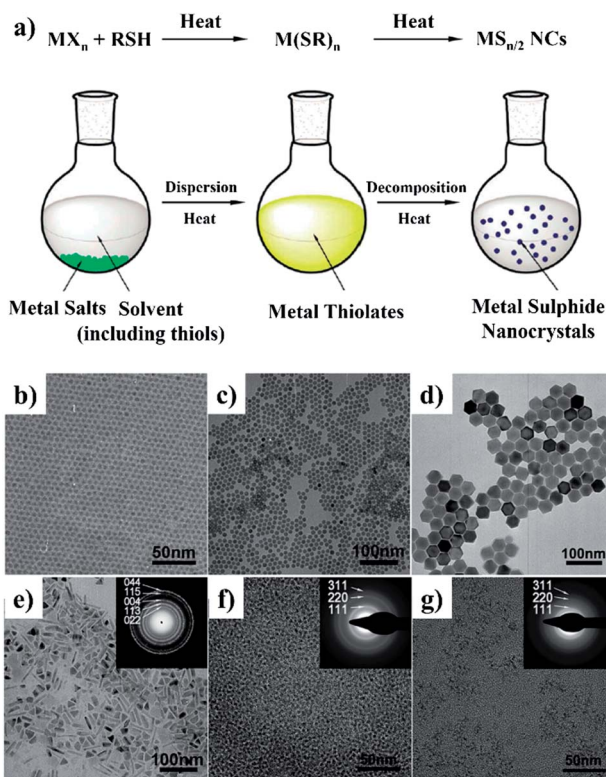 a)
MXn + RSH
Heat
M(SR)n
Heat
MSn/2 NCs
Dispersion
Heat
Decomposition
Heat
Metal Salts
Solvent
(including thiols)
Metal Thiolates
Metal Sulphide
Nanocrystals
b)
50nm
c)
100nm
d)
100nm
e)
044
115
004
113
022
100nm
f)
311
220
111
50nm
g)
311
220
111
50nm